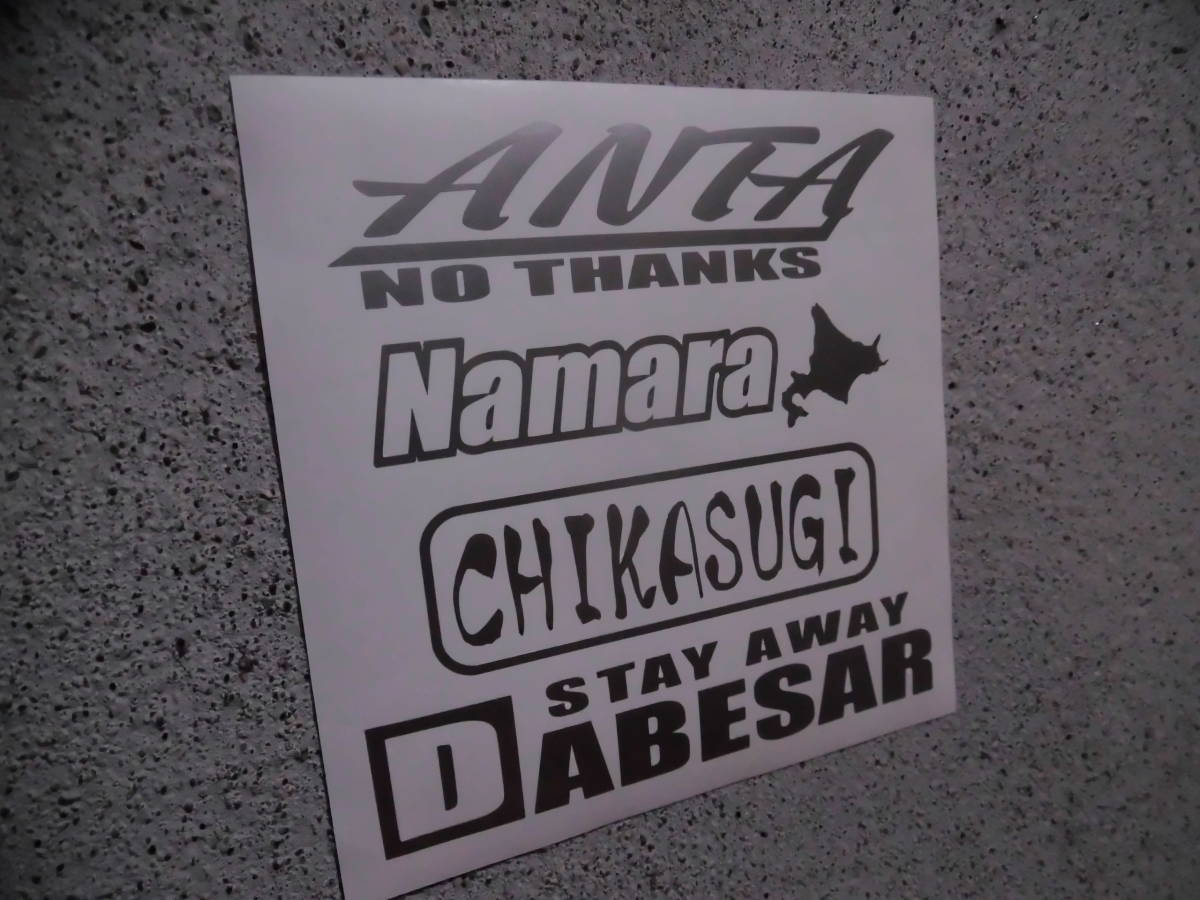 ANTA
NO THANKS
Namara
CHIKASUGI
STAY AWAY
DABESAR